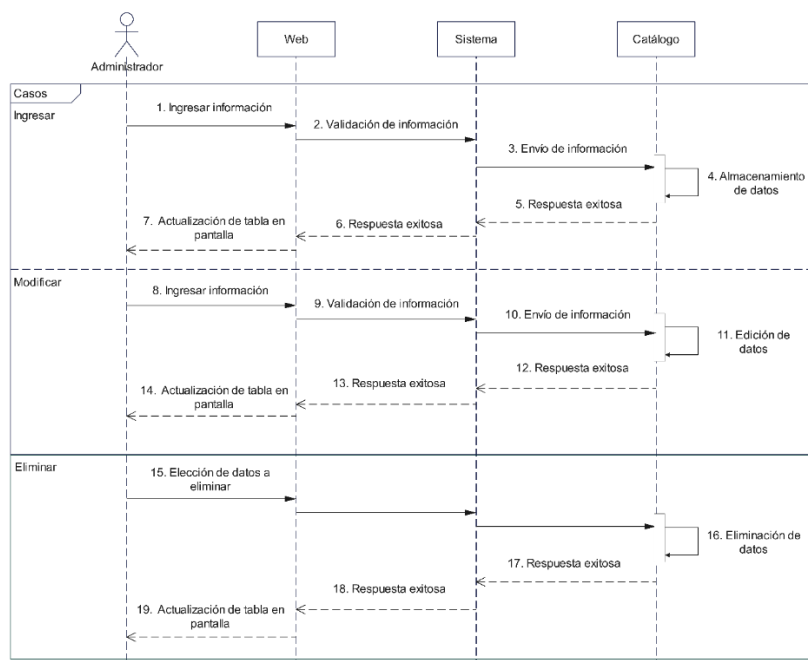 Administrador
Web
Sistema
Catálogo
Casos
Ingresar
1. Ingresar información
2. Validación de información
3. Envío de información
4. Almacenamiento
de datos
5. Respuesta exitosa
6. Respuesta exitosa
7. Actualización de tabla en
pantalla
Modificar
8. Ingresar información
9. Validación de información
10. Envío de información
11. Edición de
datos
12. Respuesta exitosa
13. Respuesta exitosa
14. Actualización de tabla en
pantalla
Eliminar
15. Elección de datos a
eliminar
16. Eliminación de
datos
17. Respuesta exitosa
18. Respuesta exitosa
19. Actualización de tabla en
pantalla